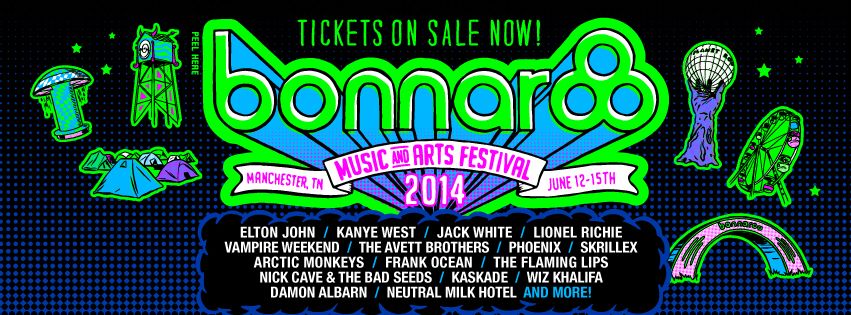 TICKETS ON SALE NOW!
PEEL HERE
bonnaroo
MUSIC AND ARTS FESTIVAL
MANCHESTER, TN
2014
JUNE 12-15TH
bonnaroo
ELTON JOHN / KANYE WEST / JACK WHITE / LIONEL RICHIE
VAMPIRE WEEKEND / THE AVETT BROTHERS / PHOENIX / SKRILLEX
ARCTIC MONKEYS / FRANK OCEAN / THE FLAMING LIPS
NICK CAVE & THE BAD SEEDS / KASKADE / WIZ KHALIFA
DAMON ALBARN / NEUTRAL MILK HOTEL AND MORE!